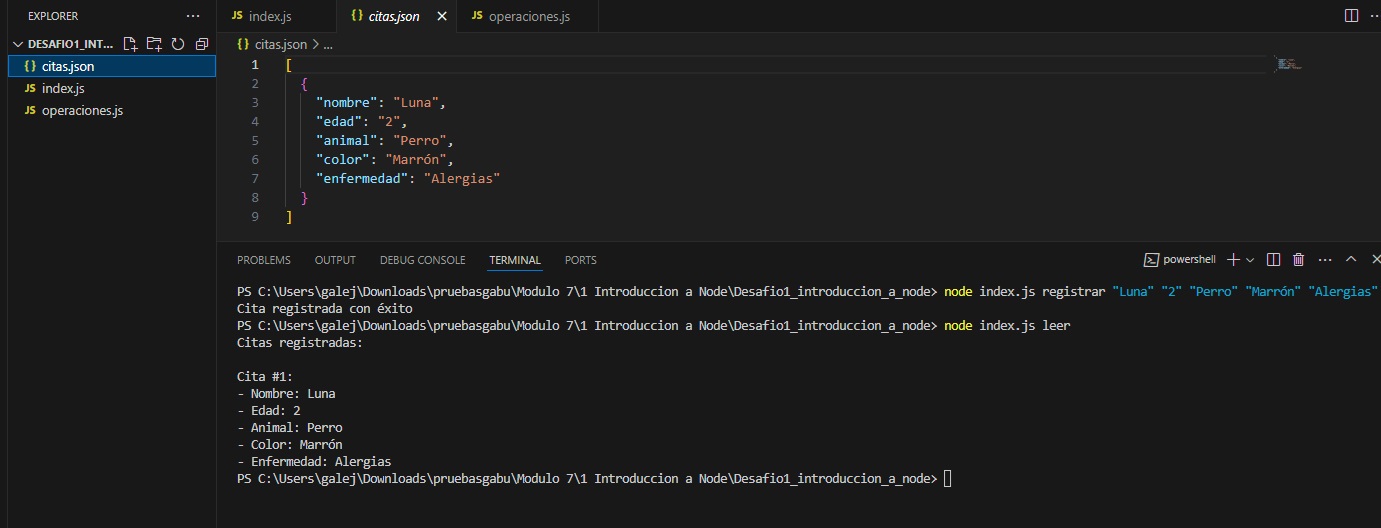 EXPLORER ...
DESAFIO1_INT...
{} citas.json
JS index.js
JS operaciones.js
JS index.js {} citas.json JS operaciones.js
{} citas.json > ...
1 [
2 {
3 "nombre": "Luna",
4 "edad": "2",
5 "animal": "Perro",
6 "color": "Marrón",
7 "enfermedad": "Alergias"
8 }
9 ]
PROBLEMS OUTPUT DEBUG CONSOLE TERMINAL PORTS powershell
PS C:\Users\galej\Downloads\pruebasgabu\Modulo 7\1 Introduccion a Node\Desafio1_introduccion_a_node> node index.js registrar "Luna" "2" "Perro" "Marrón" "Alergias"
Cita registrada con éxito
PS C:\Users\galej\Downloads\pruebasgabu\Modulo 7\1 Introduccion a Node\Desafio1_introduccion_a_node> node index.js leer
Citas registradas:
Cita #1:
- Nombre: Luna
- Edad: 2
- Animal: Perro
- Color: Marrón
- Enfermedad: Alergias
PS C:\Users\galej\Downloads\pruebasgabu\Modulo 7\1 Introduccion a Node\Desafio1_introduccion_a_node>